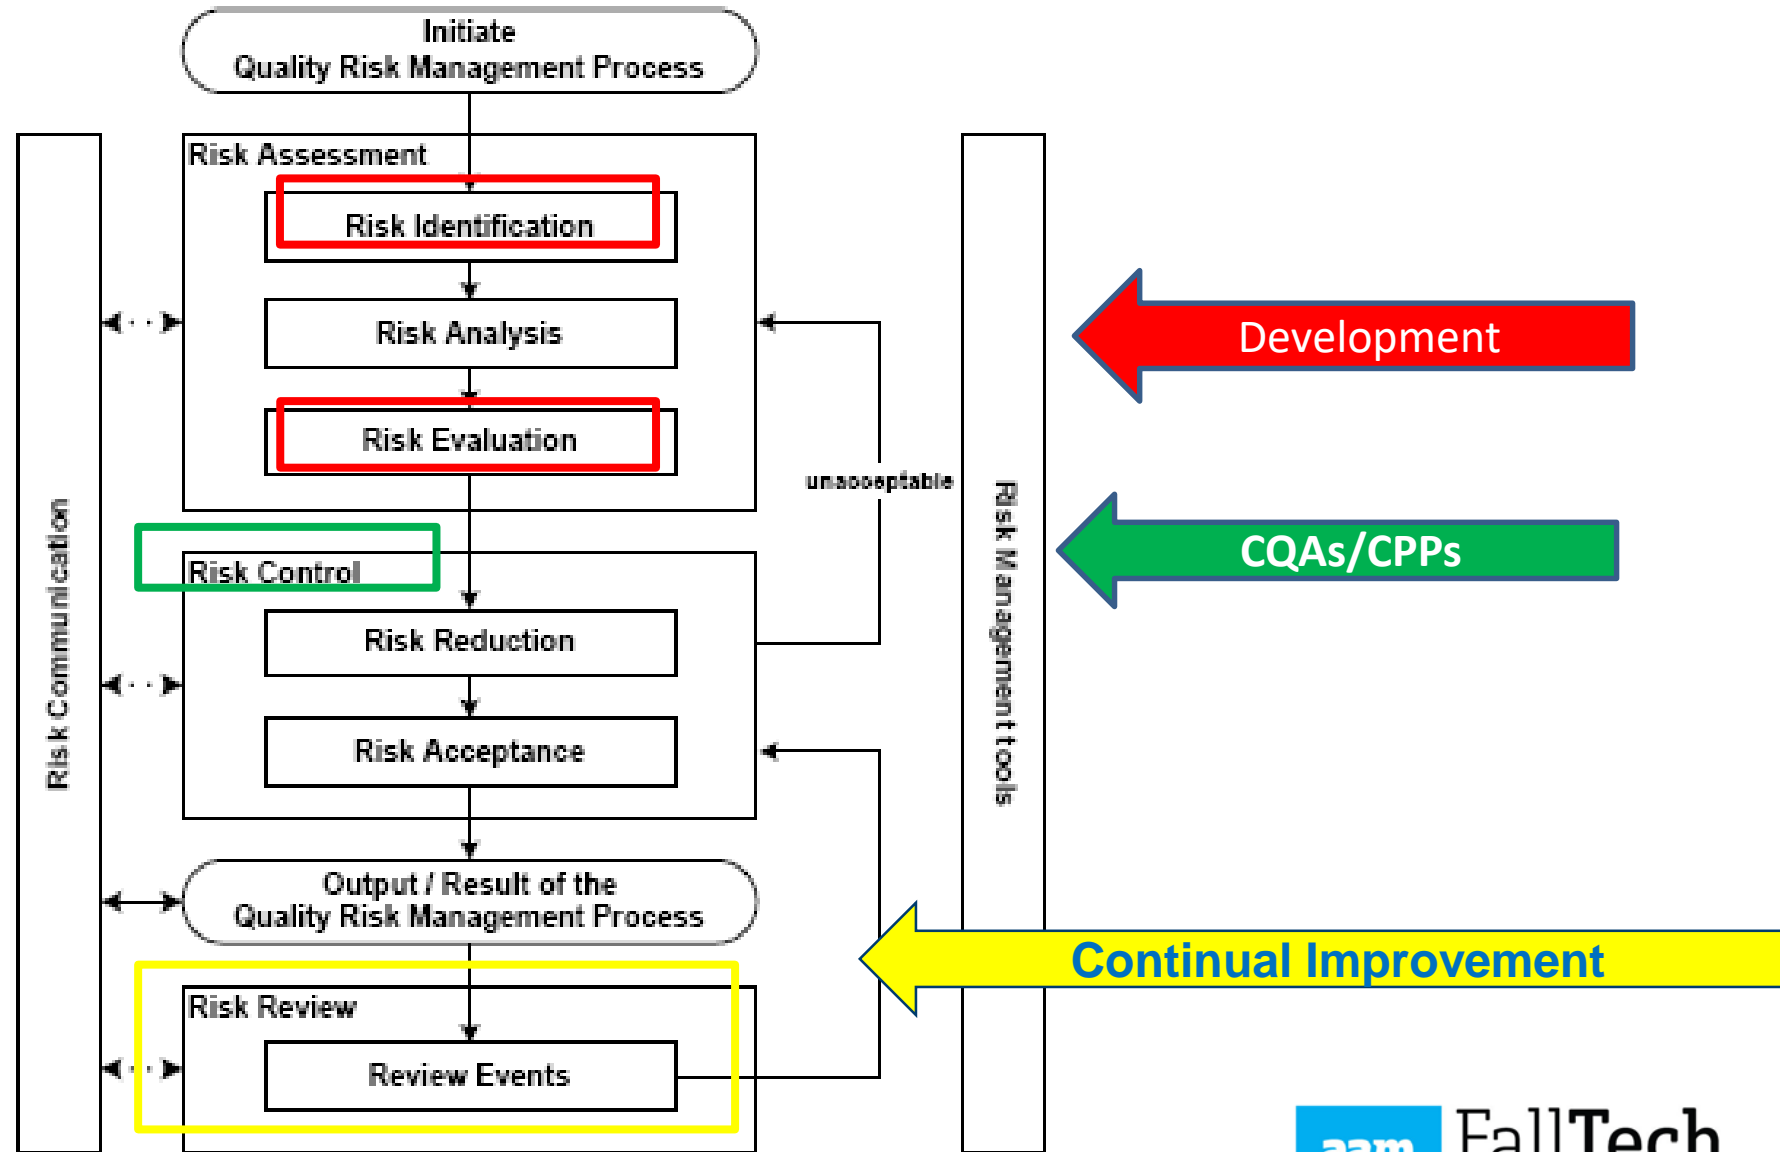 Initiate
Quality Risk Management Process
Risk Assessment
Risk Identification
Risk Analysis
Risk Evaluation
unacceptable
Risk Control
Risk Reduction
Risk Acceptance
Output / Result of the
Quality Risk Management Process
Risk Review
Review Events
Risk Communication
Risk Management tools
Development
CQAs/CPPs
Continual Improvement
aam
FallTech